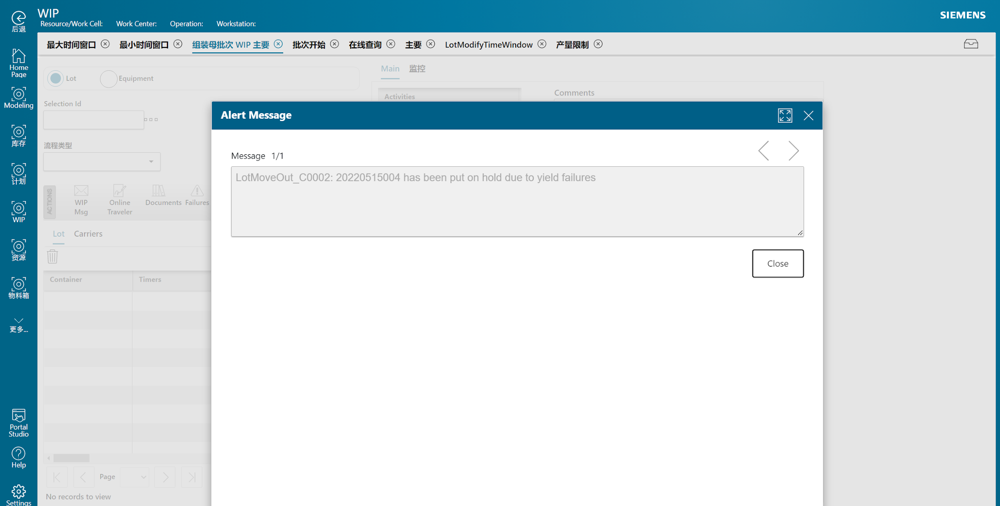 WIP
Resource/Work Cell: Work Center: Operation: Workstation:
SIEMENS
后退
Home Page
Modeling
库存
计划
WIP
资源
物料箱
更多...
Portal Studio
Help
Settings
最大时间窗口 最小时间窗口 组装母批次 WIP 主要 批次开始 在线查询 主要 LotModifyTimeWindow 产量限制
Lot Equipment
Main 监控
Activities
Comments
Selection Id
流程类型
ACTIONS
WIP Msg
Online Traveler
Documents
Failures
Lot Carriers
Container Timers
Page
No records to view
Alert Message
Message 1/1
LotMoveOut_C0002: 20220515004 has been put on hold due to yield failures
Close